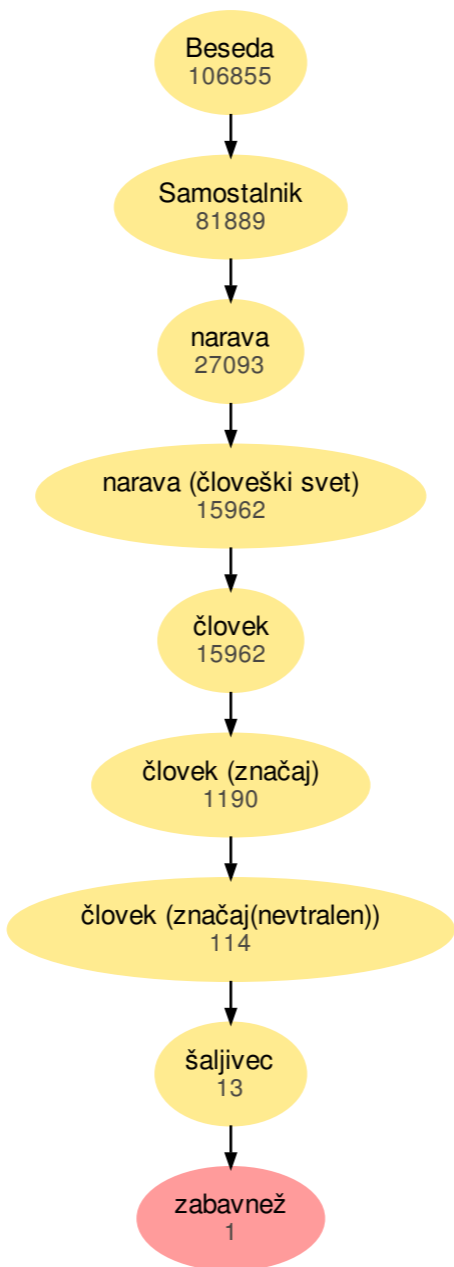 Beseda
106855
Samostalnik
81889
narava
27093
narava (človeški svet)
15962
človek
15962
človek (značaj)
1190
človek (značaj(nevtralen))
114
šaljivec
13
zabavnež
1